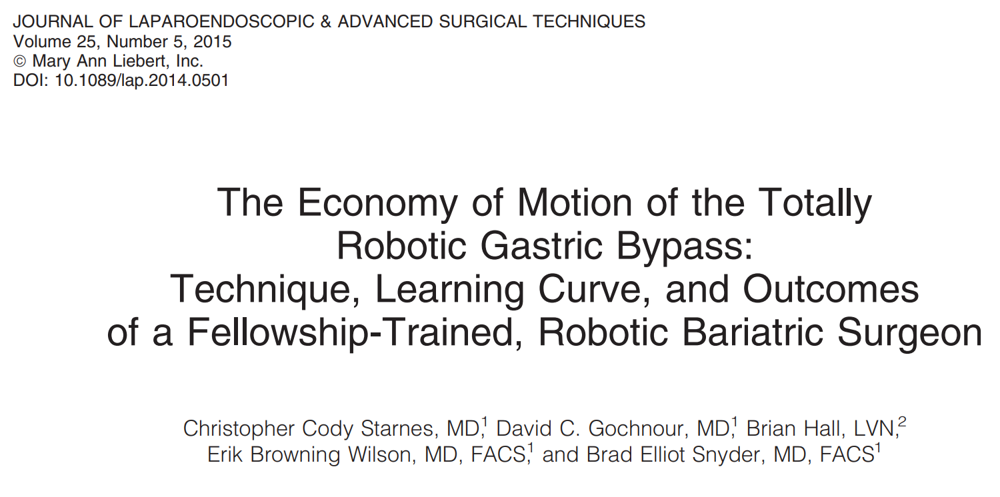 JOURNAL OF LAPAROENDOSCOPIC & ADVANCED SURGICAL TECHNIQUES
Volume 25, Number 5, 2015
© Mary Ann Liebert, Inc.
DOI: 10.1089/lap.2014.0501
The Economy of Motion of the Totally
Robotic Gastric Bypass:
Technique, Learning Curve, and Outcomes
of a Fellowship-Trained, Robotic Bariatric Surgeon
Christopher Cody Starnes, MD,1 David C. Gochnour, MD,1 Brian Hall, LVN,2
Erik Browning Wilson, MD, FACS,1 and Brad Elliot Snyder, MD, FACS1